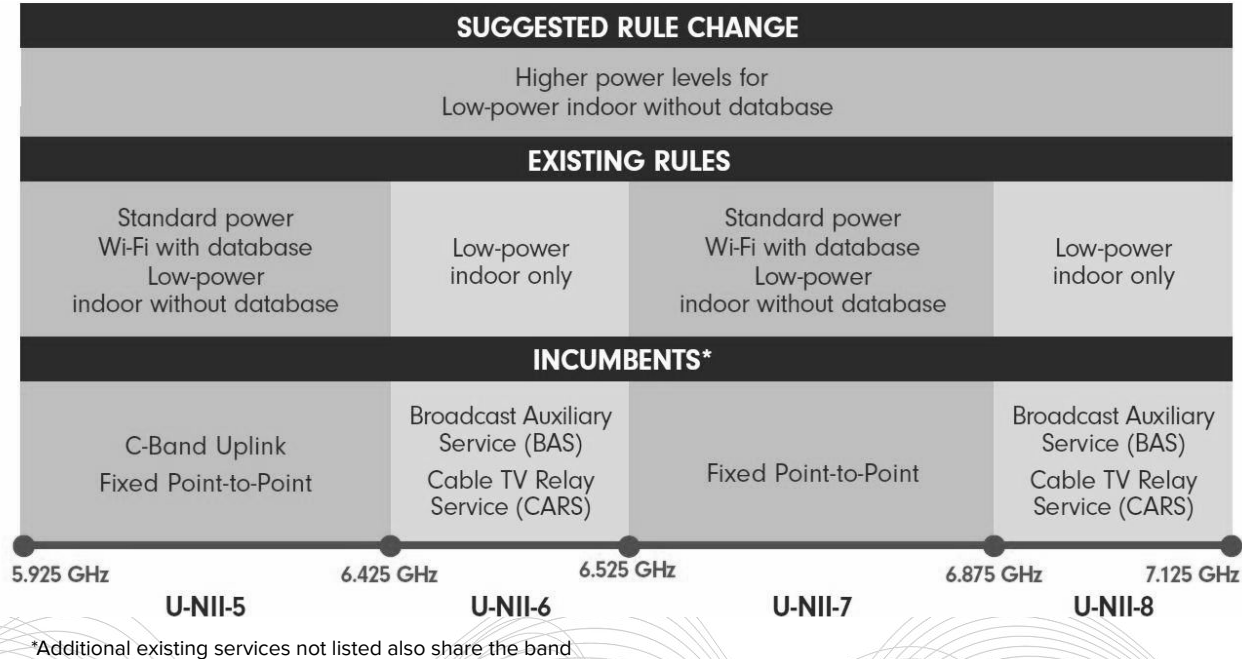 SUGGESTED RULE CHANGE
Higher power levels for
Low-power indoor without database
EXISTING RULES
Standard power
Wi-Fi with database
Low-power
indoor without database
Low-power
indoor only
Standard power
Wi-Fi with database
Low-power
indoor without database
Low-power
indoor only
INCUMBENTS*
C-Band Uplink
Fixed Point-to-Point
Broadcast Auxiliary
Service (BAS)
Cable TV Relay
Service (CARS)
Fixed Point-to-Point
Broadcast Auxiliary
Service (BAS)
Cable TV Relay
Service (CARS)
5.925 GHz
6.425 GHz
6.525 GHz
6.875 GHz
7.125 GHz
U-NII-5
U-NII-6
U-NII-7
U-NII-8
*Additional existing services not listed also share the band